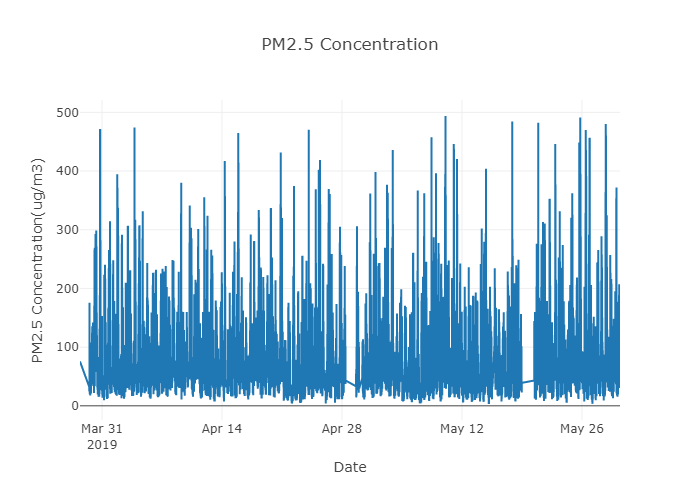 PM2.5 Concentration
PM2.5 Concentration(ug/m3)
500
400
300
200
100
0
Mar 31
2019
Apr 14
Apr 28
May 12
May 26
Date